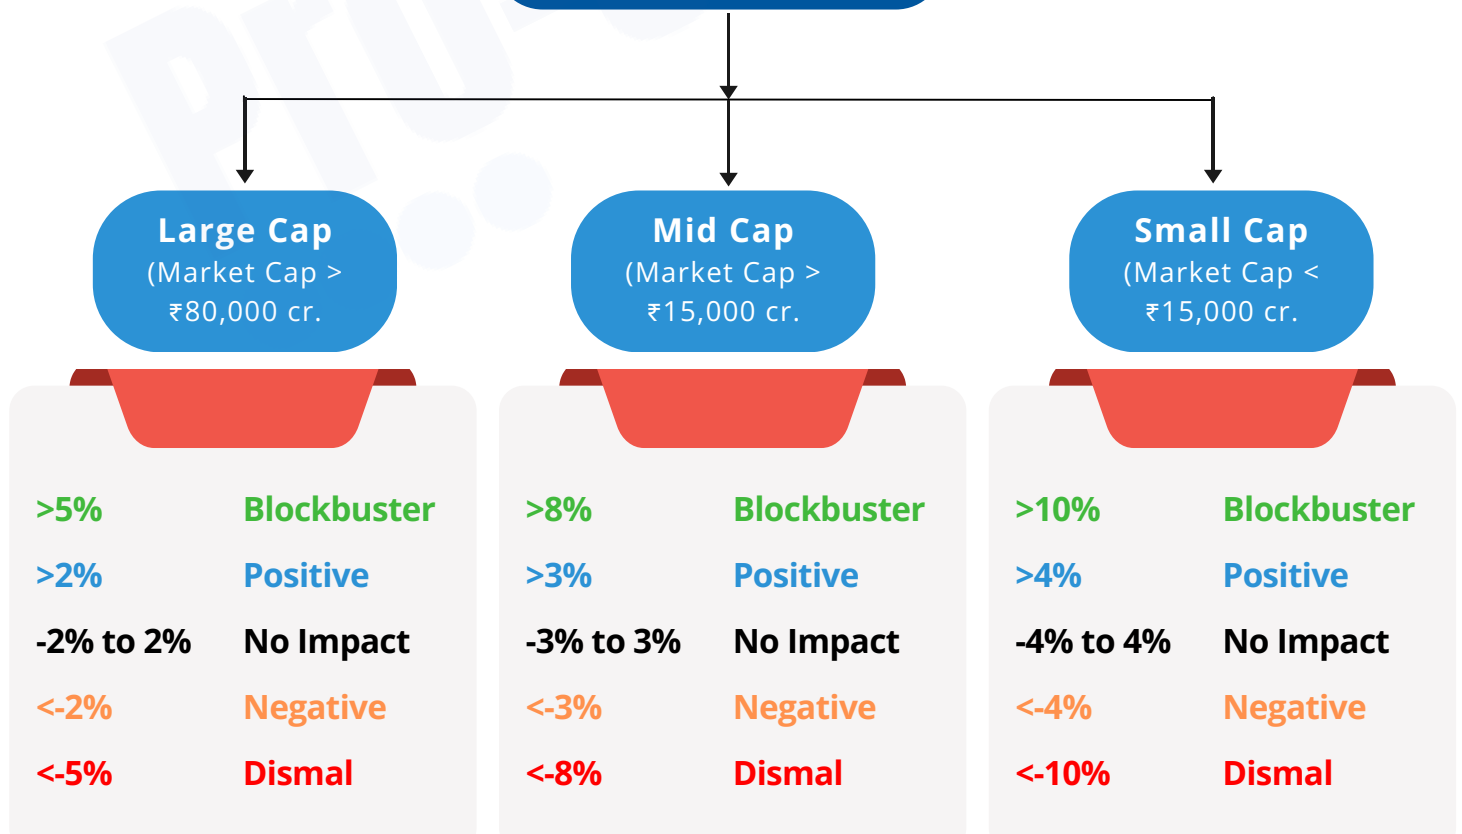 Large Cap
(Market Cap >
₹80,000 cr.
Mid Cap
(Market Cap >
₹15,000 cr.
Small Cap
(Market Cap <
₹15,000 cr.
>5% Blockbuster
>2% Positive
-2% to 2% No Impact
<-2% Negative
<-5% Dismal
>8% Blockbuster
>3% Positive
-3% to 3% No Impact
<-3% Negative
<-8% Dismal
>10% Blockbuster
>4% Positive
-4% to 4% No Impact
<-4% Negative
<-10% Dismal